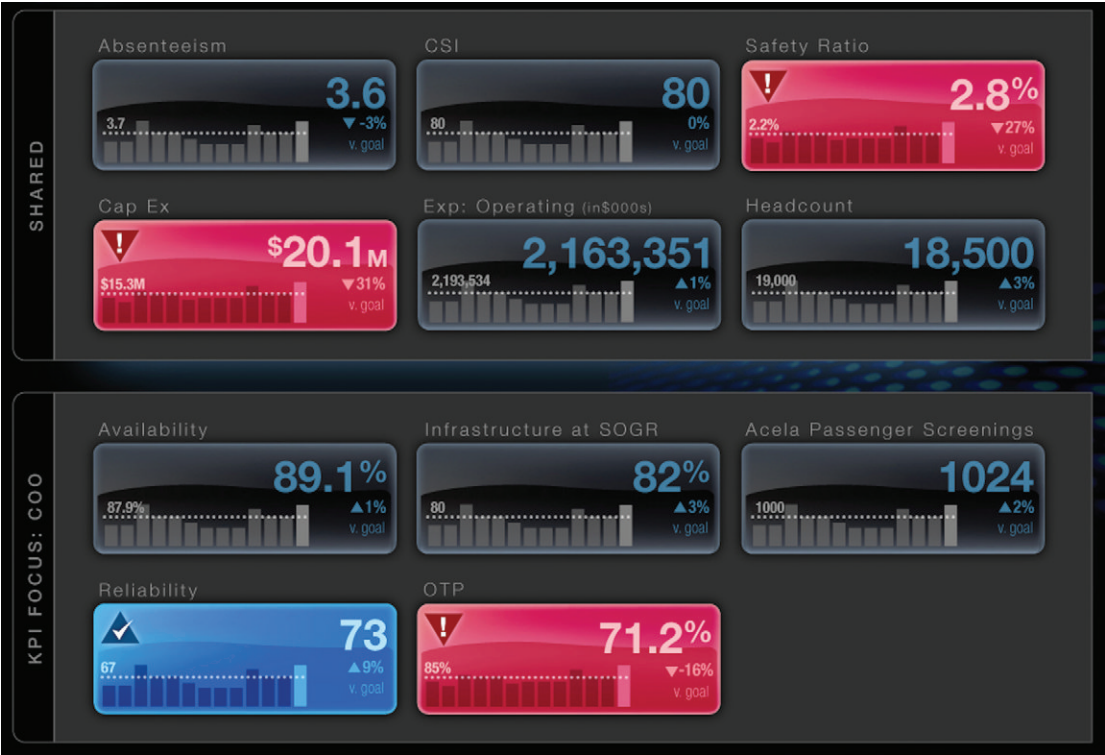 SHARED
Absenteeism
3.6
3.7
▼ -3%
v. goal
CSI
80
80
0%
v. goal
Safety Ratio
!
2.8%
2.2%
▼27%
v. goal
Cap Ex
!
$20.1M
$15.3M
▼31%
v. goal
Exp: Operating (in$000s)
2,163,351
2,193,534
▲1%
v. goal
Headcount
18,500
19,000
▲3%
v. goal
KPI FOCUS: COO
Availability
89.1%
87.9%
▲1%
v. goal
Infrastructure at SOGR
82%
80
▲3%
v. goal
Acela Passenger Screenings
1024
1000
▲2%
v. goal
Reliability
73
67
▲9%
v. goal
OTP
!
71.2%
85%
▼-16%
v. goal